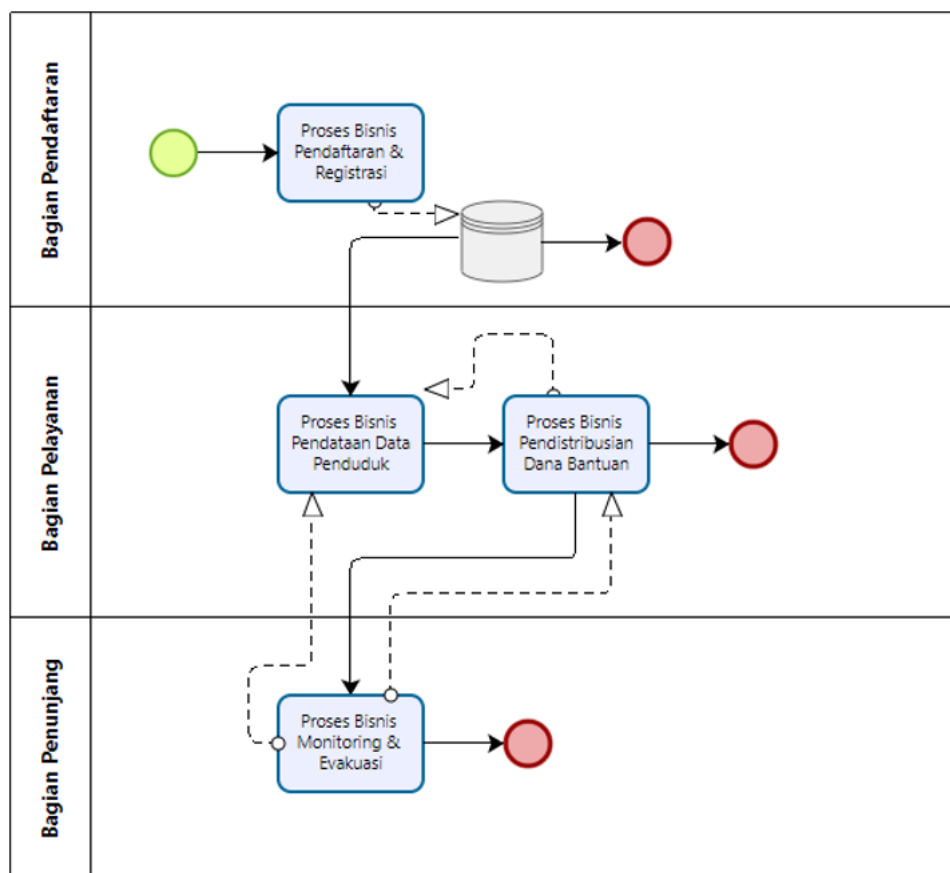 Bagian Pendaftaran
Proses Bisnis
Pendaftaran &
Registrasi
Bagian Pelayanan
Proses Bisnis
Pendataan Data
Penduduk
Proses Bisnis
Pendistribusian
Dana Bantuan
Bagian Penunjang
Proses Bisnis
Monitoring &
Evakuasi